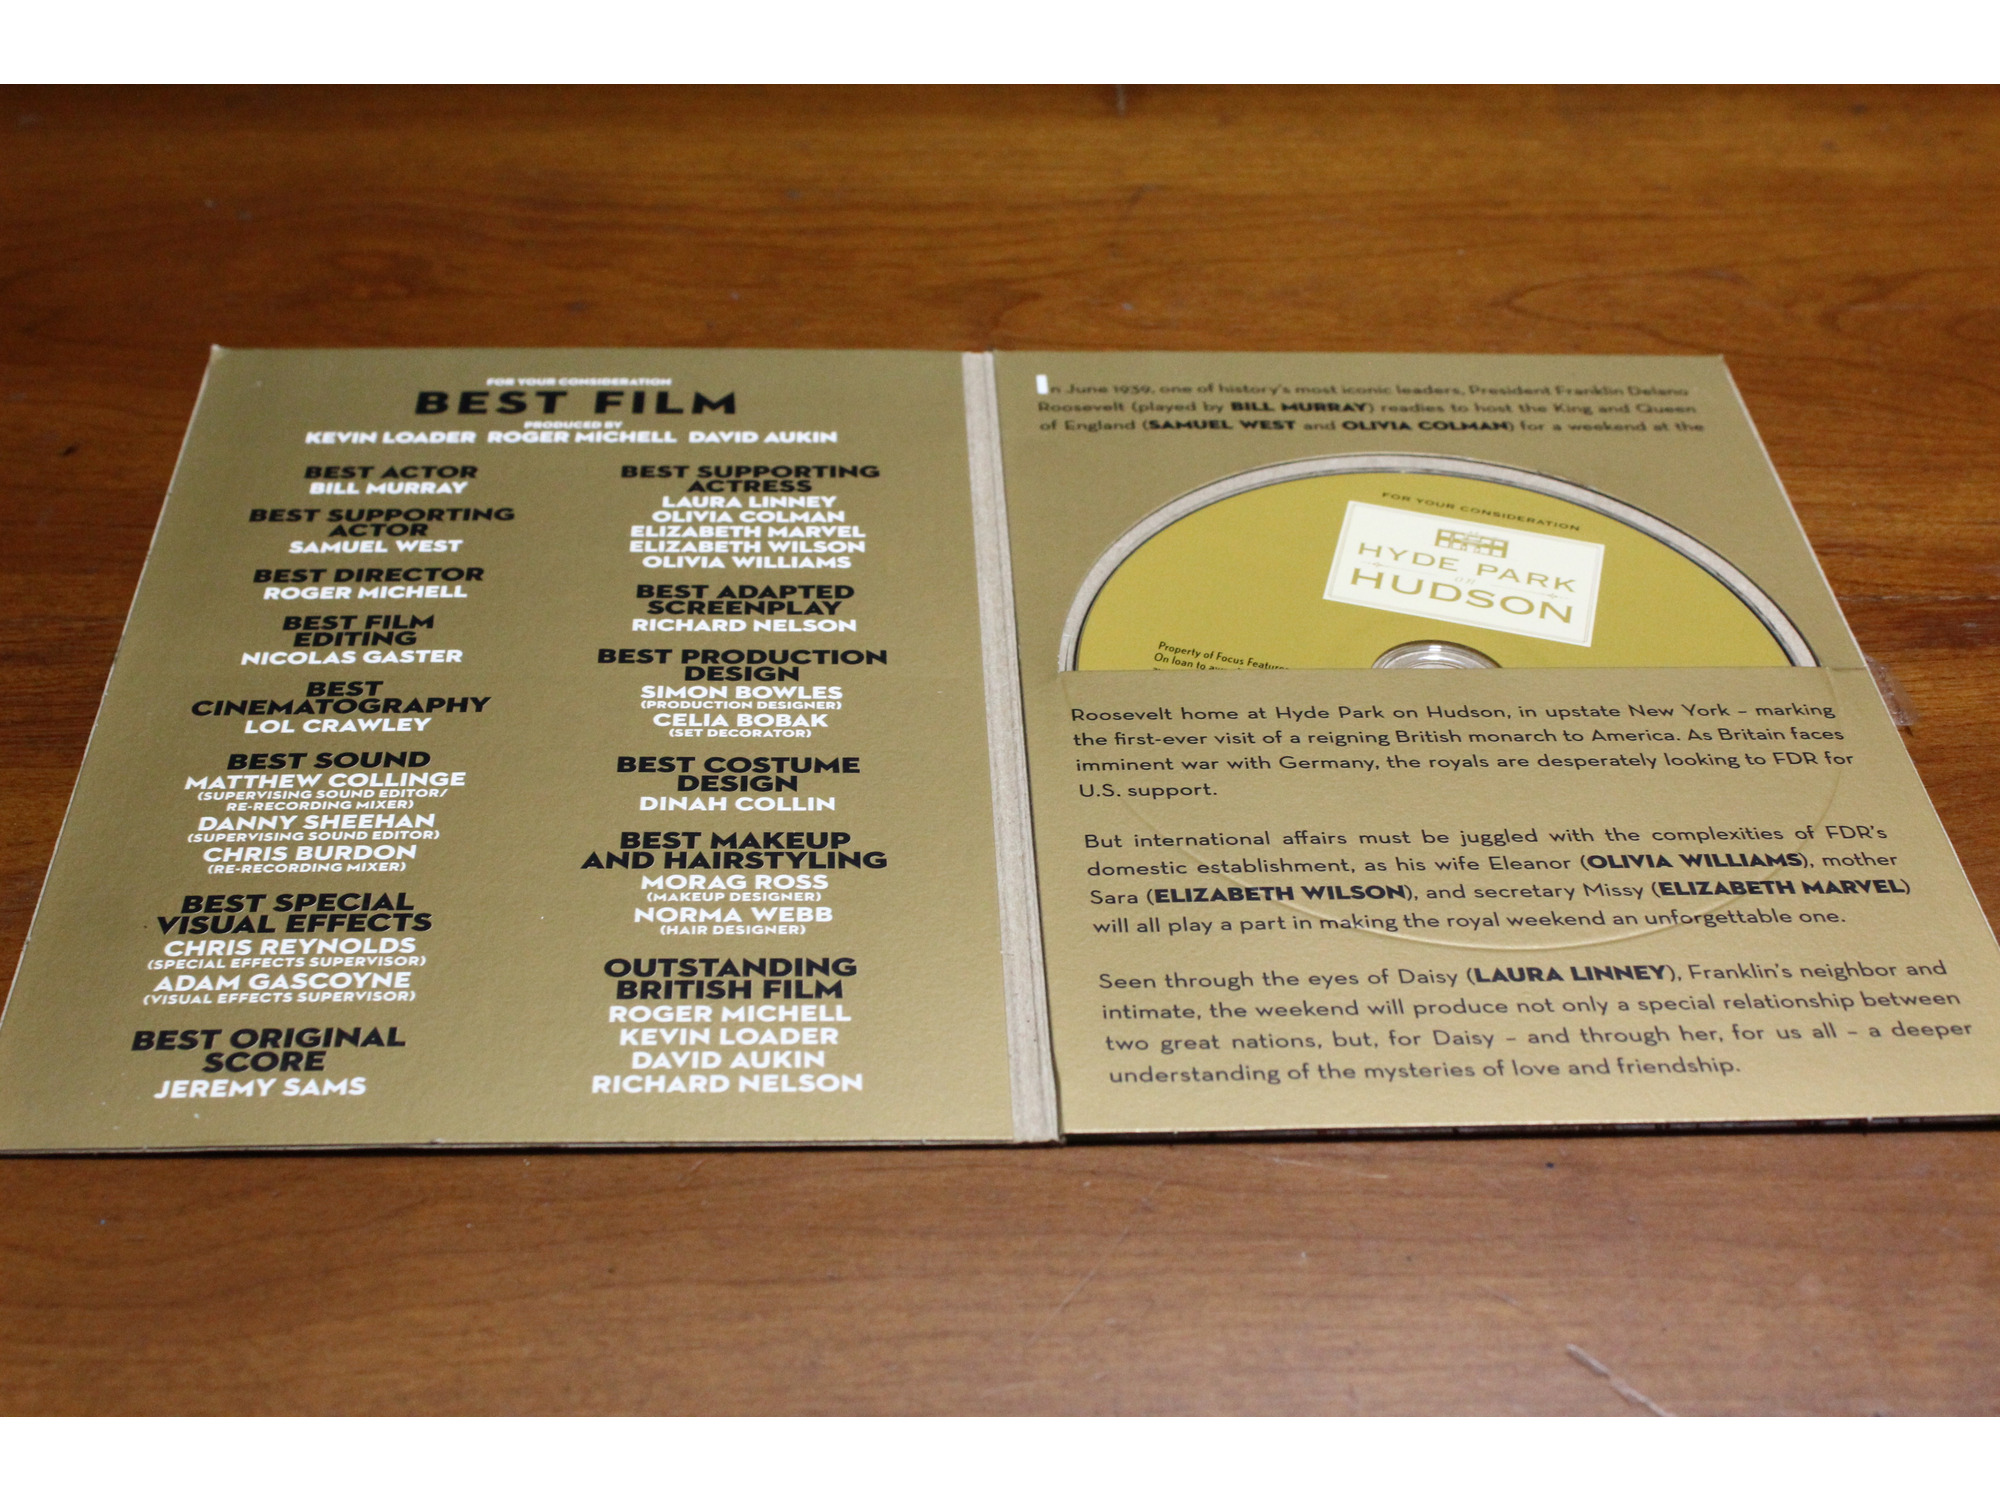 FOR YOUR CONSIDERATION
BEST FILM
PRODUCED BY
KEVIN LOADER ROGER MICHELL DAVID AUKIN
BEST ACTOR
BILL MURRAY
BEST SUPPORTING
ACTOR
SAMUEL WEST
BEST DIRECTOR
ROGER MICHELL
BEST FILM
EDITING
NICOLAS GASTER
BEST
CINEMATOGRAPHY
LOL CRAWLEY
BEST SOUND
MATTHEW COLLINGE
(SUPERVISING SOUND EDITOR/
RE-RECORDING MIXER)
DANNY SHEEHAN
(SUPERVISING SOUND EDITOR)
CHRIS BURDON
(RE-RECORDING MIXER)
BEST SPECIAL
VISUAL EFFECTS
CHRIS REYNOLDS
(SPECIAL EFFECTS SUPERVISOR)
ADAM GASCOYNE
(VISUAL EFFECTS SUPERVISOR)
BEST ORIGINAL
SCORE
JEREMY SAMS
BEST SUPPORTING
ACTRESS
LAURA LINNEY
OLIVIA COLMAN
ELIZABETH MARVEL
ELIZABETH WILSON
OLIVIA WILLIAMS
BEST ADAPTED
SCREENPLAY
RICHARD NELSON
BEST PRODUCTION
DESIGN
SIMON BOWLES
(PRODUCTION DESIGNER)
CELIA BOBAK
(SET DECORATOR)
BEST COSTUME
DESIGN
DINAH COLLIN
BEST MAKEUP
AND HAIRSTYLING
MORAG ROSS
(MAKEUP DESIGNER)
NORMA WEBB
(HAIR DESIGNER)
OUTSTANDING
BRITISH FILM
ROGER MICHELL
KEVIN LOADER
DAVID AUKIN
RICHARD NELSON
In June 1939, one of history's most iconic leaders, President Franklin Delano
Roosevelt (played by BILL MURRAY) readies to host the King and Queen
of England (SAMUEL WEST and OLIVIA COLMAN) for a weekend at the
FOR YOUR CONSIDERATION
HYDE PARK
on
HUDSON
Property of Focus
On loan to
Roosevelt home at Hyde Park on Hudson, in upstate New York – marking
the first-ever visit of a reigning British monarch to America. As Britain faces
imminent war with Germany, the royals are desperately looking to FDR for
U.S. support.
But international affairs must be juggled with the complexities of FDR's
domestic establishment, as his wife Eleanor (OLIVIA WILLIAMS), mother
Sara (ELIZABETH WILSON), and secretary Missy (ELIZABETH MARVEL)
will all play a part in making the royal weekend an unforgettable one.
Seen through the eyes of Daisy (LAURA LINNEY), Franklin's neighbor and
intimate, the weekend will produce not only a special relationship between
two great nations, but, for Daisy – and through her, for us all – a deeper
understanding of the mysteries of love and friendship.